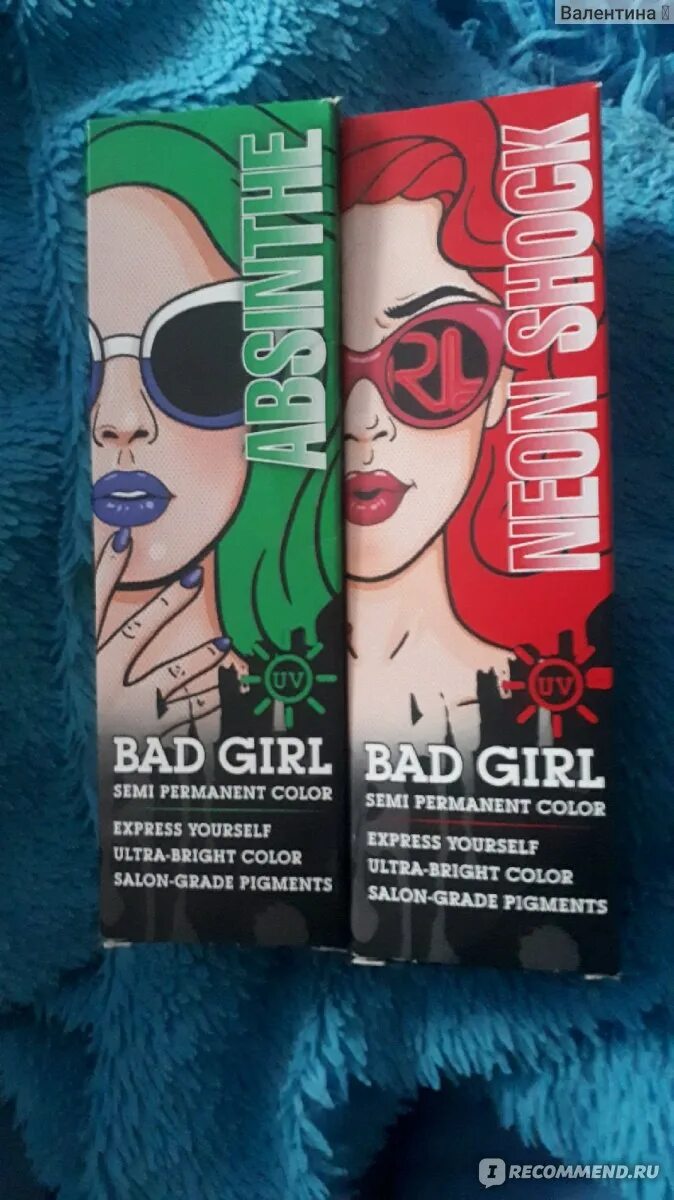 Валентина
ABSINTHE
UV
BAD GIRL
SEMI PERMANENT COLOR
EXPRESS YOURSELF
ULTRA-BRIGHT COLOR
SALON-GRADE PIGMENTS
NEON SHOCK
RL
UV
BAD GIRL
SEMI PERMANENT COLOR
EXPRESS YOURSELF
ULTRA-BRIGHT COLOR
SALON-GRADE PIGMENTS
I RECOMMEND.RU